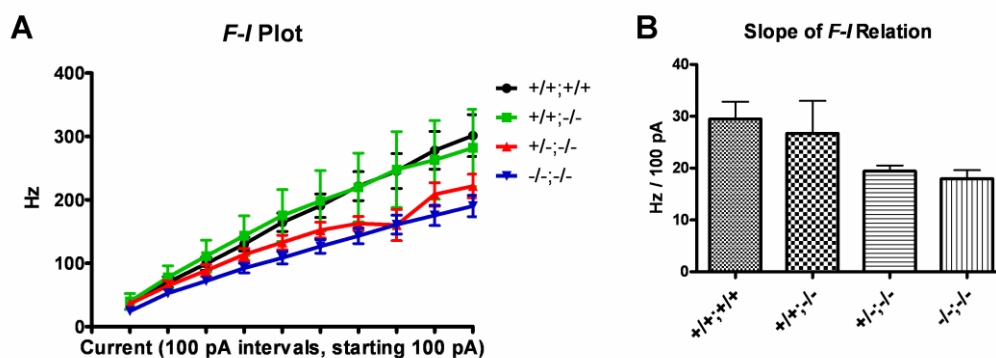 A
F-I Plot
Hz
400
300
200
100
0
Current (100 pA intervals, starting 100 pA)
+/+;+/+
+/+;-/-
+/-;-/-
-/-;-/-
B
Slope of F-I Relation
Hz / 100 pA
40
30
20
10
0
+/+;+/+
+/+;-/-
+/-;-/-
-/-;-/-